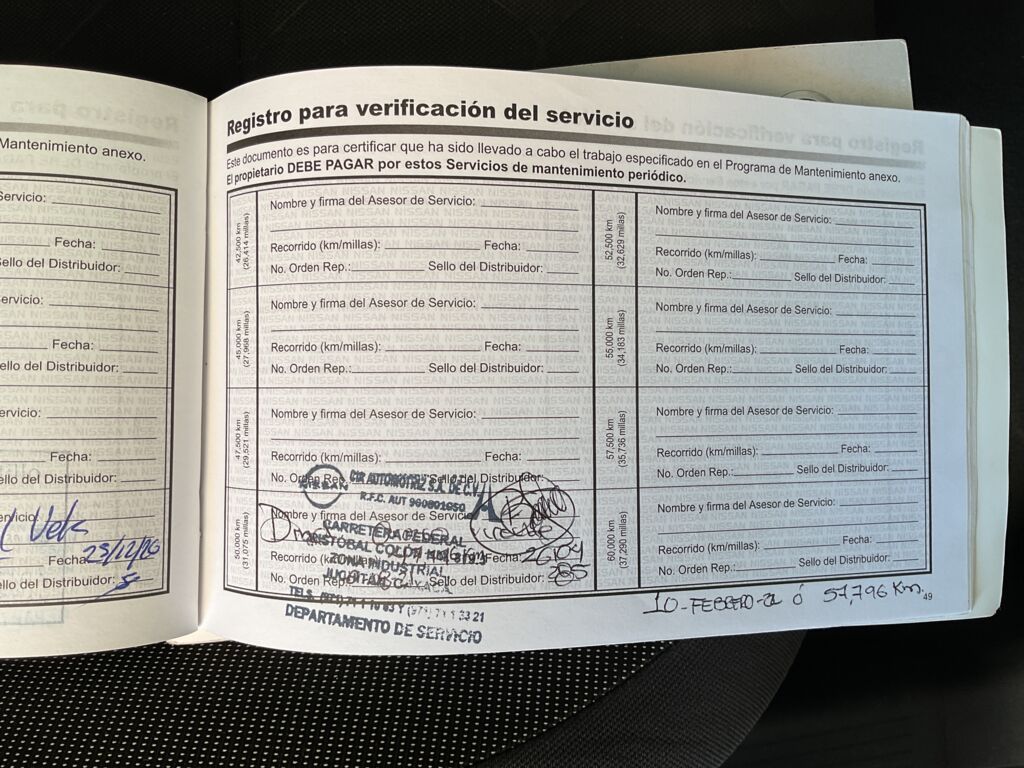 Mantenimiento anexo.
Servicio:
Fecha:
Sello del Distribuidor:
Servicio:
Fecha:
Sello del Distribuidor:
Servicio:
Fecha:
Sello del Distribuidor:
Servicio:
Fecha:
Sello del Distribuidor:
Registro para verificación del servicio
Este documento es para certificar que ha sido llevado a cabo el trabajo especificado en el Programa de Mantenimiento anexo.
El propietario DEBE PAGAR por estos Servicios de mantenimiento periódico.
42,500 km
(26,414 millas)
Nombre y firma del Asesor de Servicio:
Recorrido (km/millas): Fecha:
No. Orden Rep.: Sello del Distribuidor:
45,000 km
(27,968 millas)
Nombre y firma del Asesor de Servicio:
Recorrido (km/millas): Fecha:
No. Orden Rep.: Sello del Distribuidor:
47,500 km
(29,521 millas)
Nombre y firma del Asesor de Servicio:
Recorrido (km/millas): Fecha:
No. Orden Rep. Sello del Distribuidor:
50,000 km
(31,075 millas)
Nombre y firma del Asesor de Servicio
Recorrido Fecha:
No. Orden Rep. Sello del Distribuidor:
NISSAN
CIR AUTOMOTRIZ S.A. DE C.V.
R.F.C. AUT 960801G50
CARRETERA FEDERAL
CRISTOBAL COLON KM
ZONA INDUSTRIAL
JUCHITAN OAXACA
DEPARTAMENTO DE SERVICIO
52,500 km
(32,629 millas)
Nombre y firma del Asesor de Servicio:
Recorrido (km/millas): Fecha:
No. Orden Rep.: Sello del Distribuidor:
55,000 km
(34,183 millas)
Nombre y firma del Asesor de Servicio:
Recorrido (km/millas): Fecha:
No. Orden Rep.: Sello del Distribuidor:
57,500 km
(35,736 millas)
Nombre y firma del Asesor de Servicio:
Recorrido (km/millas): Fecha:
No. Orden Rep.: Sello del Distribuidor:
60,000 km
(37,290 millas)
Nombre y firma del Asesor de Servicio:
Recorrido (km/millas): Fecha:
No. Orden Rep.: Sello del Distribuidor:
10-FEBRERO-21 ó 57,796 Km.
49